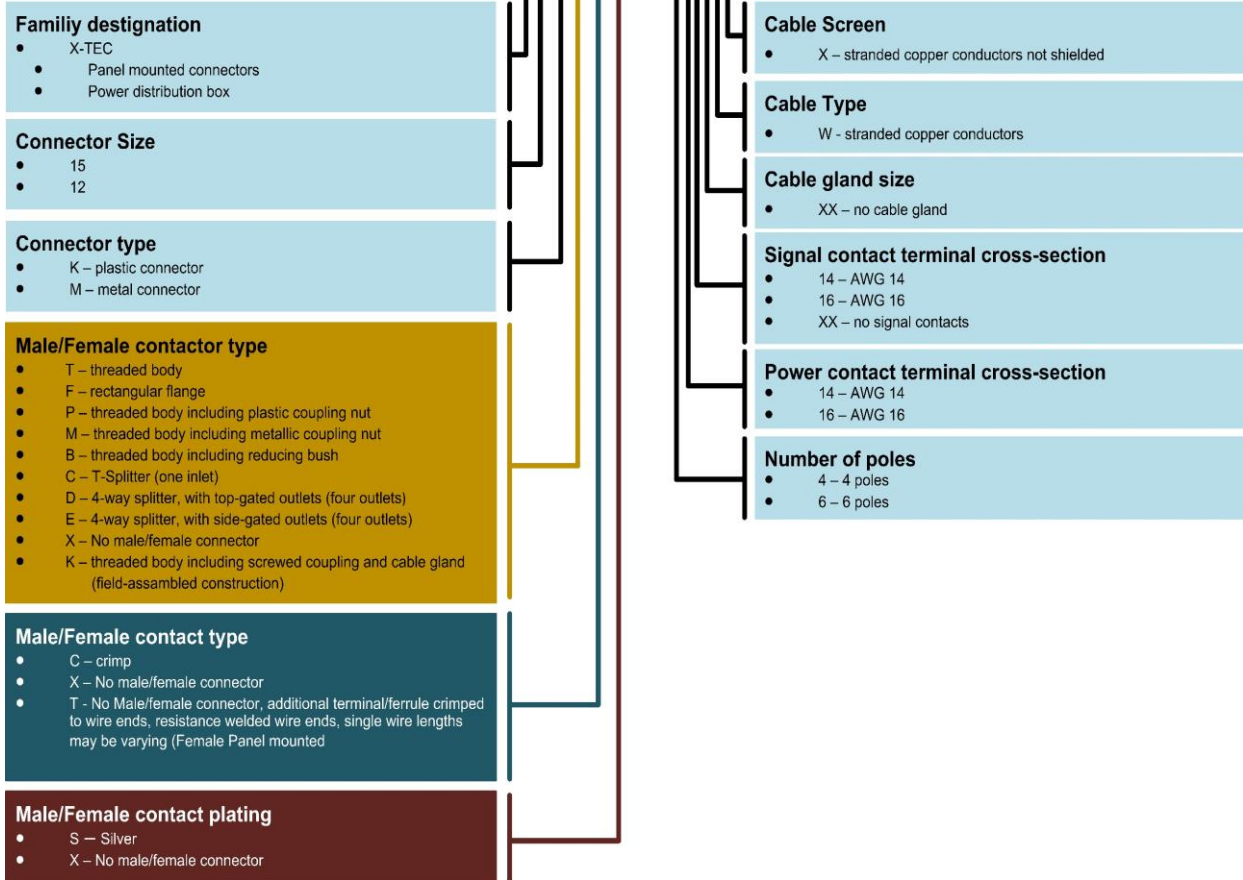 Familiy destignation
● X-TEC
● Panel mounted connectors
● Power distribution box
Connector Size
● 15
● 12
Connector type
● K – plastic connector
● M – metal connector
Male/Female contactor type
● T – threaded body
● F – rectangular flange
● P – threaded body including plastic coupling nut
● M – threaded body including metallic coupling nut
● B – threaded body including reducing bush
● C – T-Splitter (one inlet)
● D – 4-way splitter, with top-gated outlets (four outlets)
● E – 4-way splitter, with side-gated outlets (four outlets)
● X – No male/female connector
● K – threaded body including screwed coupling and cable gland
(field-assambled construction)
Male/Female contact type
● C – crimp
● X – No male/female connector
● T - No Male/female connector, additional terminal/ferrule crimped
to wire ends, resistance welded wire ends, single wire lengths
may be varying (Female Panel mounted
Male/Female contact plating
● S – Silver
● X – No male/female connector
Cable Screen
● X – stranded copper conductors not shielded
Cable Type
● W - stranded copper conductors
Cable gland size
● XX – no cable gland
Signal contact terminal cross-section
● 14 – AWG 14
● 16 – AWG 16
● XX – no signal contacts
Power contact terminal cross-section
● 14 – AWG 14
● 16 – AWG 16
Number of poles
● 4 – 4 poles
● 6 – 6 poles